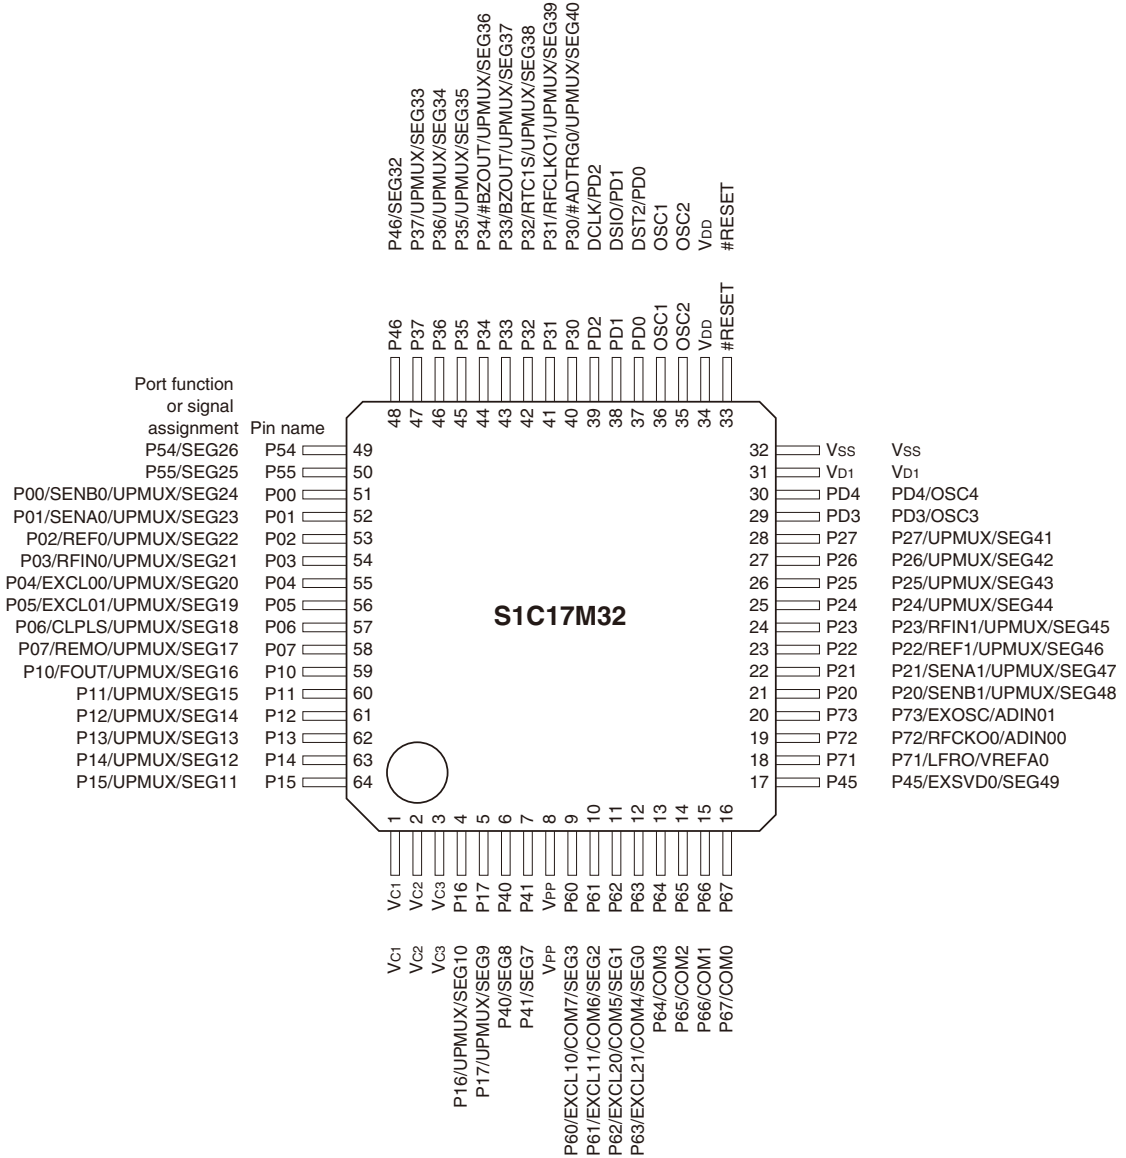 P46/SEG32
P37/UPMUX/SEG33
P36/UPMUX/SEG34
P35/UPMUX/SEG35
P34/#BZOUT/UPMUX/SEG36
P33/BZOUT/UPMUX/SEG37
P32/RTC1S/UPMUX/SEG38
P31/RFCLKO1/UPMUX/SEG39
P30/#ADTRG0/UPMUX/SEG40
DCLK/PD2
DSIO/PD1
DST2/PD0
OSC1
OSC2
VDD
#RESET
P46
P37
P36
P35
P34
P33
P32
P31
P30
PD2
PD1
PD0
OSC1
OSC2
VDD
#RESET
48
47
46
45
44
43
42
41
40
39
38
37
36
35
34
33
Port function
or signal
assignment Pin name
P54/SEG26 P54 49
P55/SEG25 P55 50
P00/SENB0/UPMUX/SEG24 P00 51
P01/SENA0/UPMUX/SEG23 P01 52
P02/REF0/UPMUX/SEG22 P02 53
P03/RFIN0/UPMUX/SEG21 P03 54
P04/EXCL00/UPMUX/SEG20 P04 55
P05/EXCL01/UPMUX/SEG19 P05 56
P06/CLPLS/UPMUX/SEG18 P06 57
P07/REMO/UPMUX/SEG17 P07 58
P10/FOUT/UPMUX/SEG16 P10 59
P11/UPMUX/SEG15 P11 60
P12/UPMUX/SEG14 P12 61
P13/UPMUX/SEG13 P13 62
P14/UPMUX/SEG12 P14 63
P15/UPMUX/SEG11 P15 64
S1C17M32
32 VSS VSS
31 VD1 VD1
30 PD4 PD4/OSC4
29 PD3 PD3/OSC3
28 P27 P27/UPMUX/SEG41
27 P26 P26/UPMUX/SEG42
26 P25 P25/UPMUX/SEG43
25 P24 P24/UPMUX/SEG44
24 P23 P23/RFIN1/UPMUX/SEG45
23 P22 P22/REF1/UPMUX/SEG46
22 P21 P21/SENA1/UPMUX/SEG47
21 P20 P20/SENB1/UPMUX/SEG48
20 P73 P73/EXOSC/ADIN01
19 P72 P72/RFCKO0/ADIN00
18 P71 P71/LFRO/VREFA0
17 P45 P45/EXSVD0/SEG49
1
2
3
4
5
6
7
8
9
10
11
12
13
14
15
16
VC1
VC2
VC3
P16
P17
P40
P41
VPP
P60
P61
P62
P63
P64
P65
P66
P67
VC1
VC2
VC3
P16/UPMUX/SEG10
P17/UPMUX/SEG9
P40/SEG8
P41/SEG7
VPP
P60/EXCL10/COM7/SEG3
P61/EXCL11/COM6/SEG2
P62/EXCL20/COM5/SEG1
P63/EXCL21/COM4/SEG0
P64/COM3
P65/COM2
P66/COM1
P67/COM0